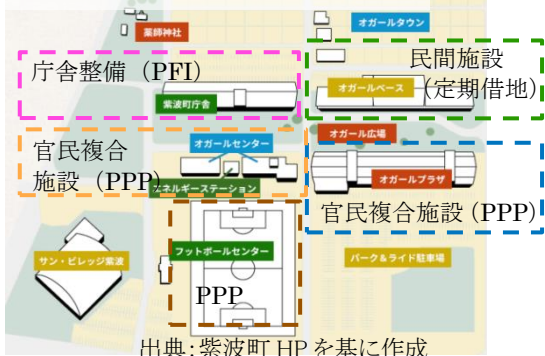 薬師神社
オガールタウン
庁舎整備（PFI）
民間施設
（定期借地）
紫波町庁舎
オガールベース
オガールセンター
オガール広場
官民複合
施設（PPP）
エネルギーステーション
オガールプラザ
官民複合施設（PPP）
サン・ビレッジ紫波
フットボールセンター
パーク&ライド駐車場
PPP
出典：紫波町 HP を基に作成